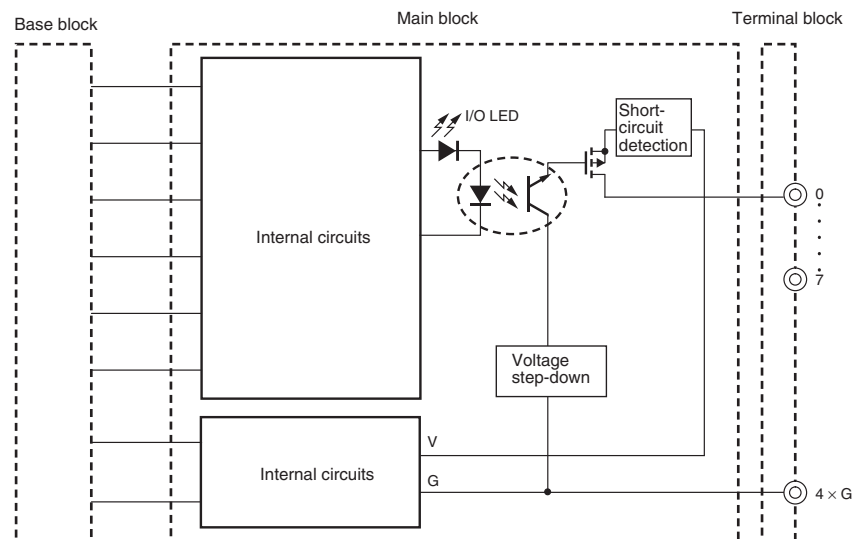 Base block
Main block
Terminal block
I/O LED
Short-
circuit
detection
0
7
Internal circuits
Voltage
step-down
V
Internal circuits
G
4 × G